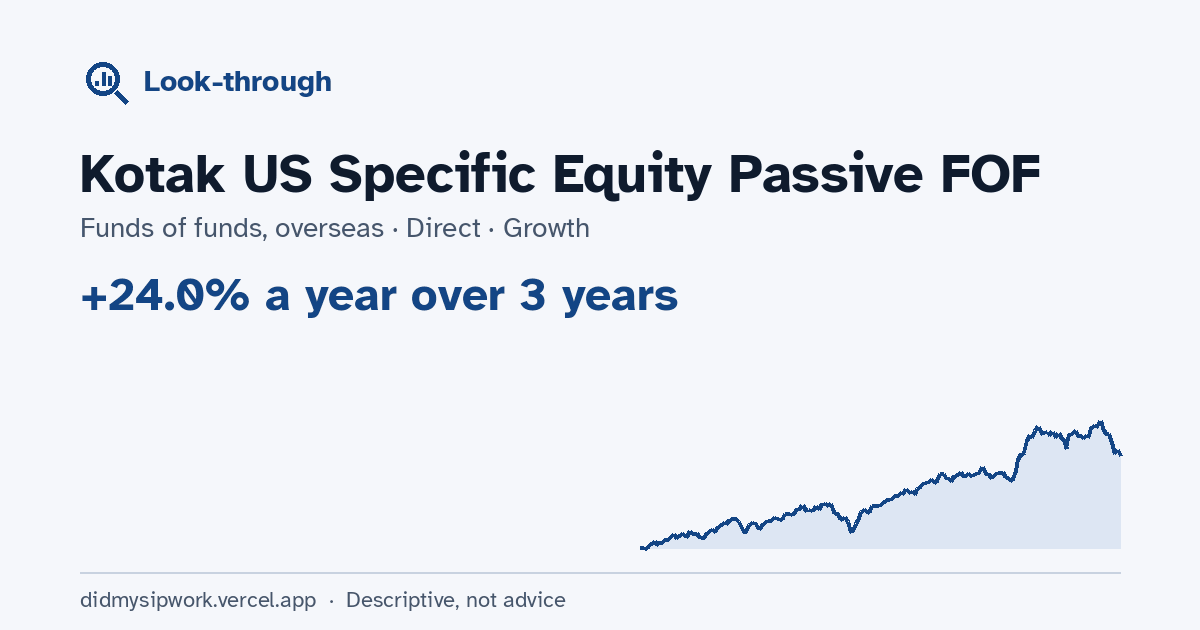 Look-through
Kotak US Specific Equity Passive FOF
Funds of funds, overseas · Direct · Growth
+24.0% a year over 3 years
didmysipwork.vercel.app · Descriptive, not advice